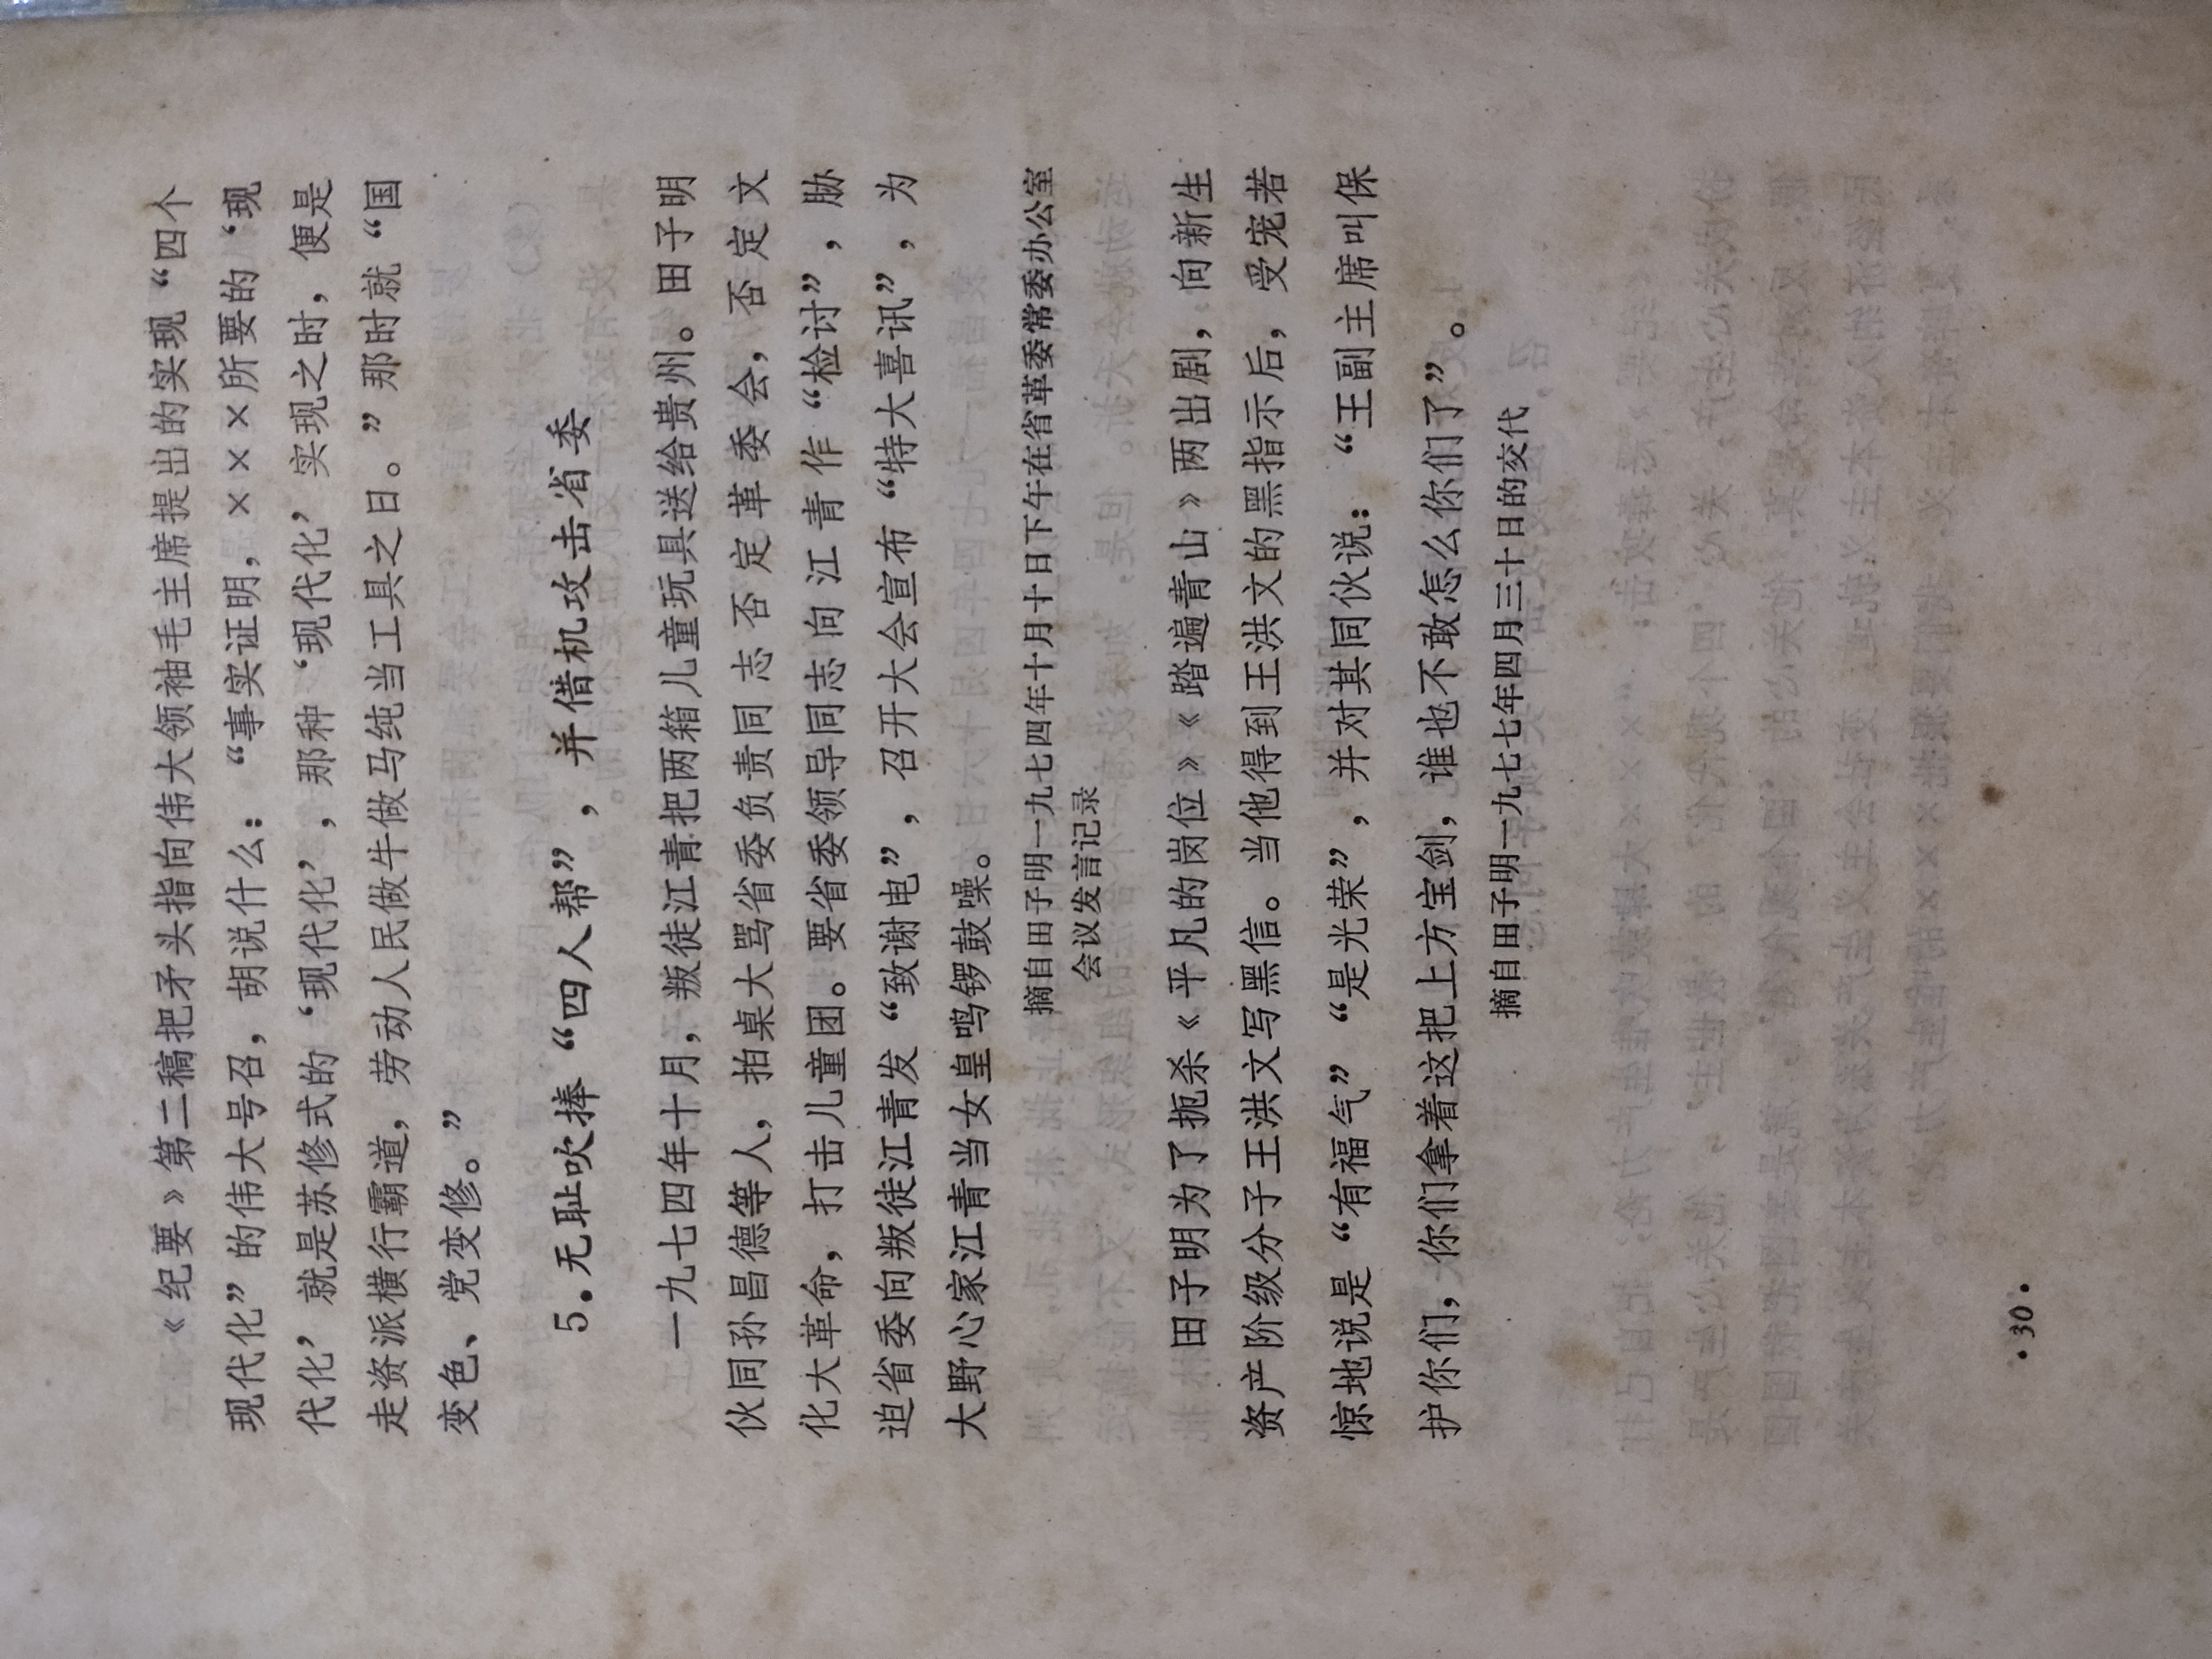 《纪要》第二稿把矛头指向伟大领袖毛主席提出的实现“四个
现代化”的伟大号召，胡说什么：“事实证明，×××所要的‘现
代化’就是苏修式的‘现代化’，那种‘现代化’实现之时，便是
走资派横行霸道，劳动人民做牛做马纯当工具之日。”那时就“国
变色、党变修。”
5.无耻吹捧“四人帮”，并借机攻击省委
一九七四年十月，叛徒江青把两箱儿童玩具送给贵州。田子明
伙同孙昌德等人，拍桌大骂省委负责同志否定革委会，否定文
化大革命，打击儿童团。要省委领导同志向江青作“检讨”，胁
迫省委向叛徒江青发“致谢电”，召开大会宣布“特大喜讯”，为
大野心家江青当女皇鸣锣鼓噪。
摘自田子明一九七四年十月十日下午在省革委常委办公室
会议发言记录
田子明为了扼杀《平凡的岗位》《踏遍青山》两出剧，向新生
资产阶级分子王洪文写黑信。当他得到王洪文的黑指示后，受宠若
惊地说是“有福气”“是光荣”，并对其同伙说：“王副主席叫保
护你们，你们拿着这把上方宝剑，谁也不敢怎么你们了”。
摘自田子明一九七七年四月三十日的交代
·30·